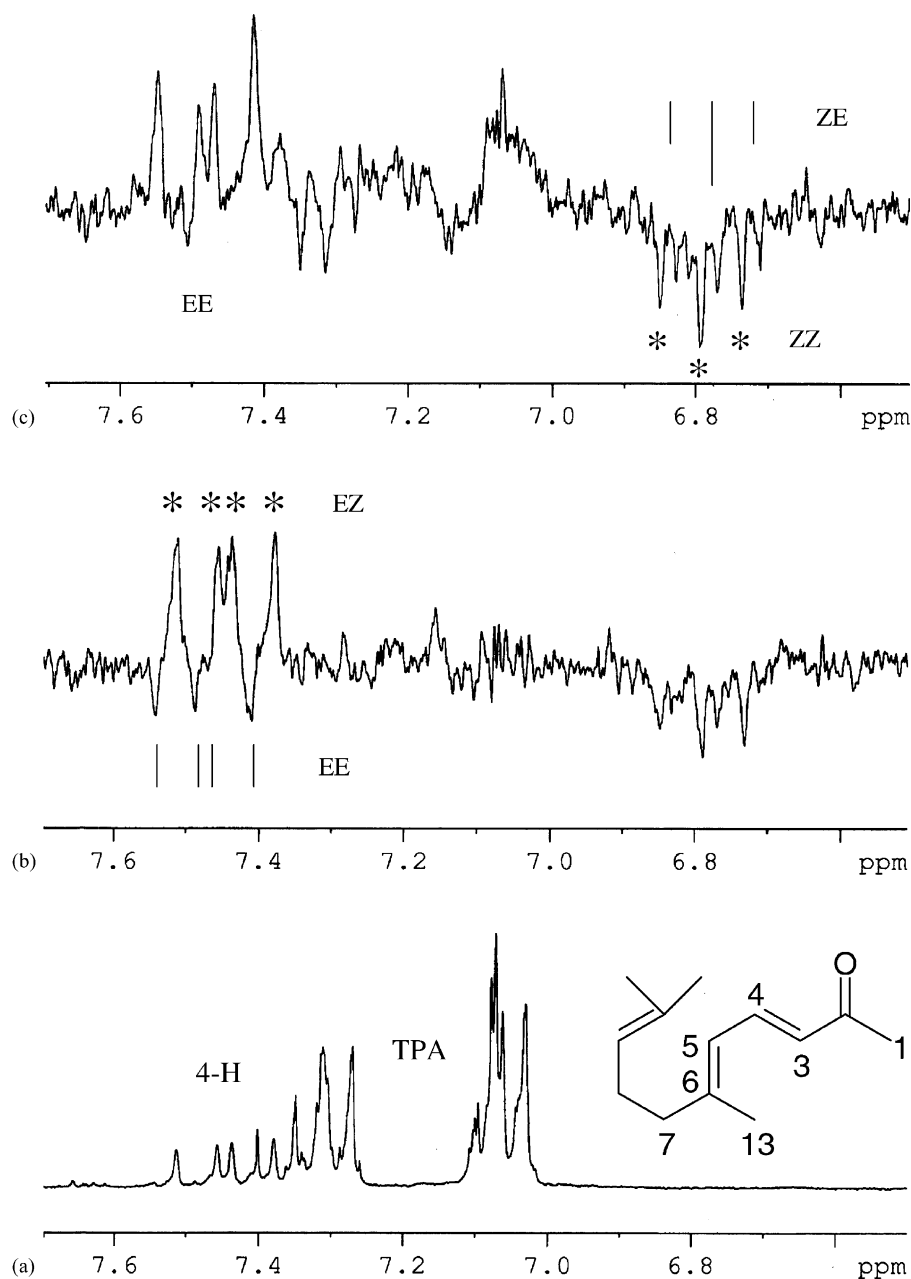 ZE
EE
ZZ
* * *
(c) 7.6 7.4 7.2 7.0 6.8 ppm
* * * * EZ
EE
(b) 7.6 7.4 7.2 7.0 6.8 ppm
O
4
4-H TPA 5 3 1
6
7 13
(a) 7.6 7.4 7.2 7.0 6.8 ppm